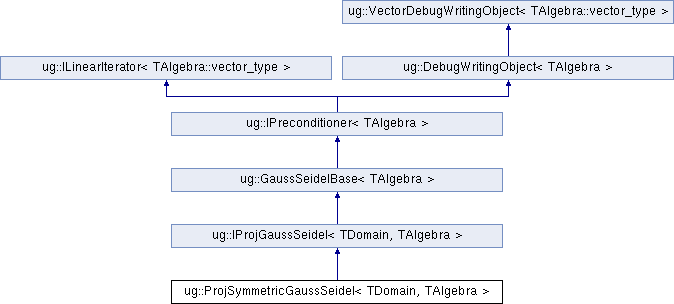 ug::VectorDebugWritingObject< TAlgebra::vector_type >
ug::ILinearIterator< TAlgebra::vector_type >
ug::DebugWritingObject< TAlgebra >
ug::IPreconditioner< TAlgebra >
ug::GaussSeidelBase< TAlgebra >
ug::IProjGaussSeidel< TDomain, TAlgebra >
ug::ProjSymmetricGaussSeidel< TDomain, TAlgebra >